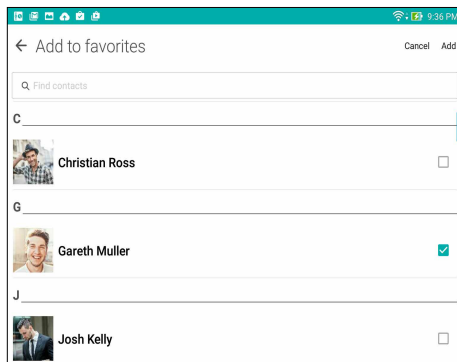 9:36 PM
Add to favorites
Cancel Add
Find contacts
C
Christian Ross
G
Gareth Muller
J
Josh Kelly